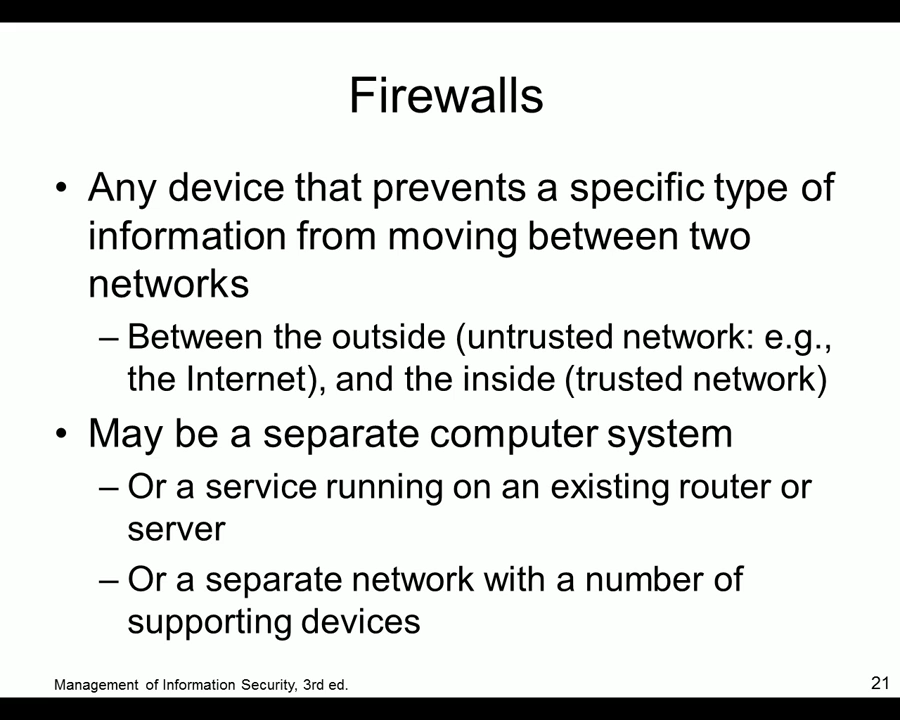 Firewalls
• Any device that prevents a specific type of
information from moving between two
networks
– Between the outside (untrusted network: e.g.,
the Internet), and the inside (trusted network)
• May be a separate computer system
– Or a service running on an existing router or
server
– Or a separate network with a number of
supporting devices
Management of Information Security, 3rd ed.
21